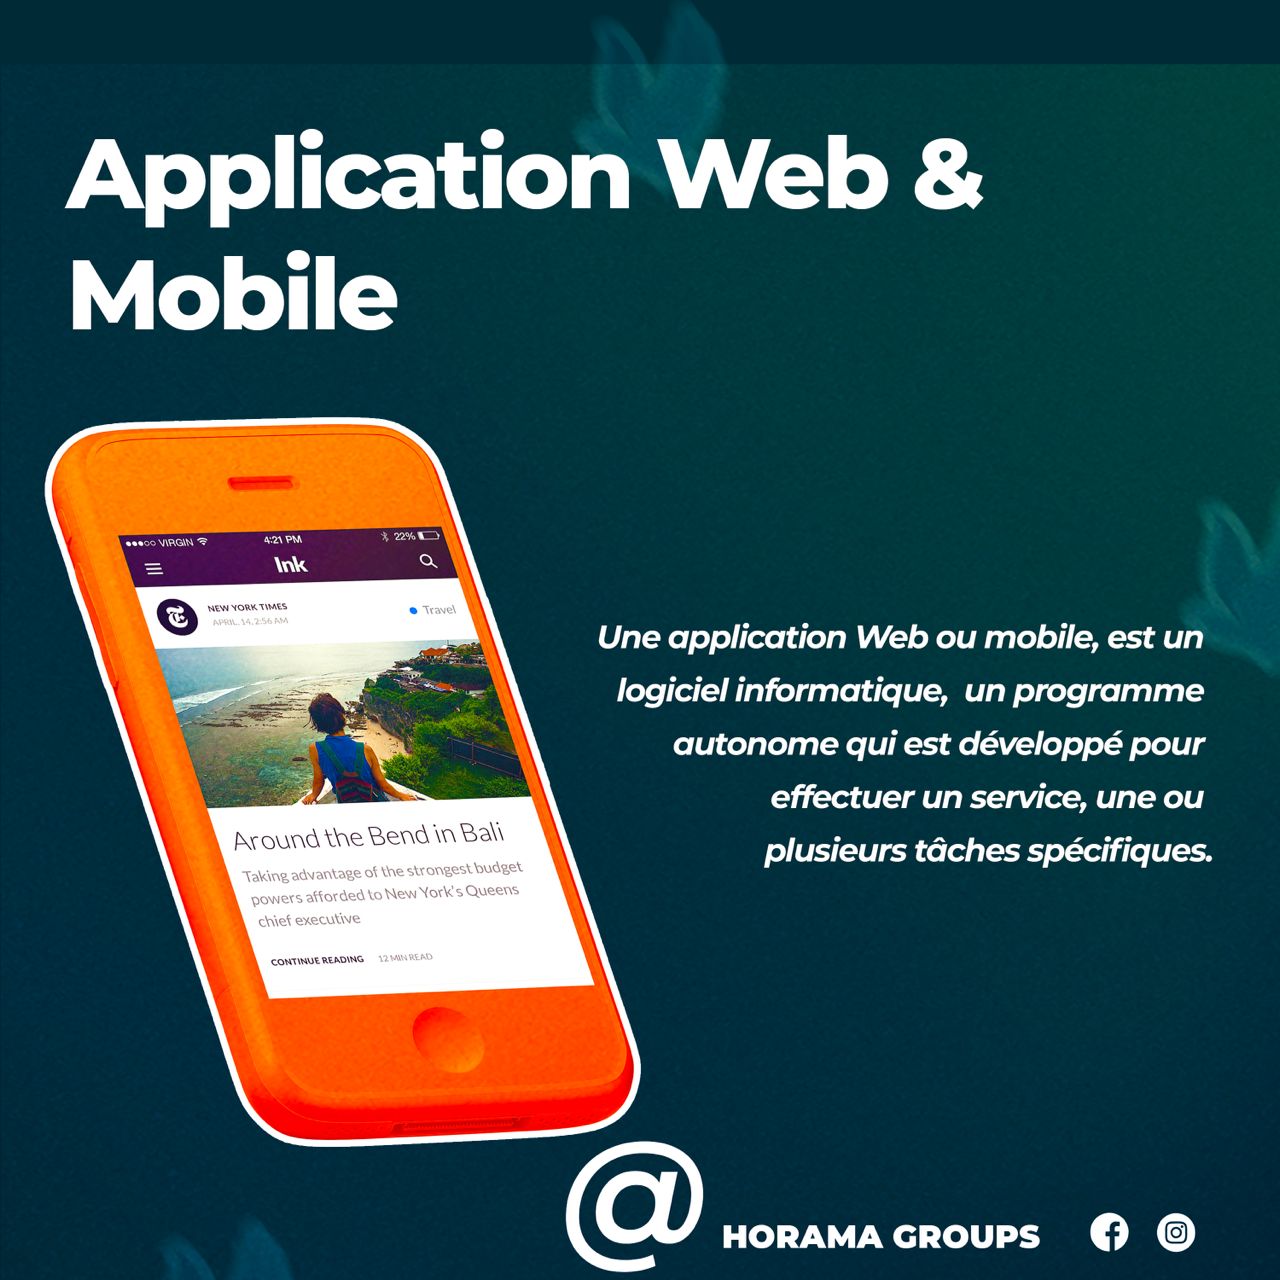 Application Web &
Mobile
VIRGIN 4:21 PM 22%
Ink
NEW YORK TIMES
APRIL, 14, 2:56 AM
Travel
Around the Bend in Bali
Taking advantage of the strongest budget
powers afforded to New York's Queens
chief executive
CONTINUE READING 12 MIN READ
Une application Web ou mobile, est un
logiciel informatique, un programme
autonome qui est développé pour
effectuer un service, une ou
plusieurs tâches spécifiques.
@ HORAMA GROUPS